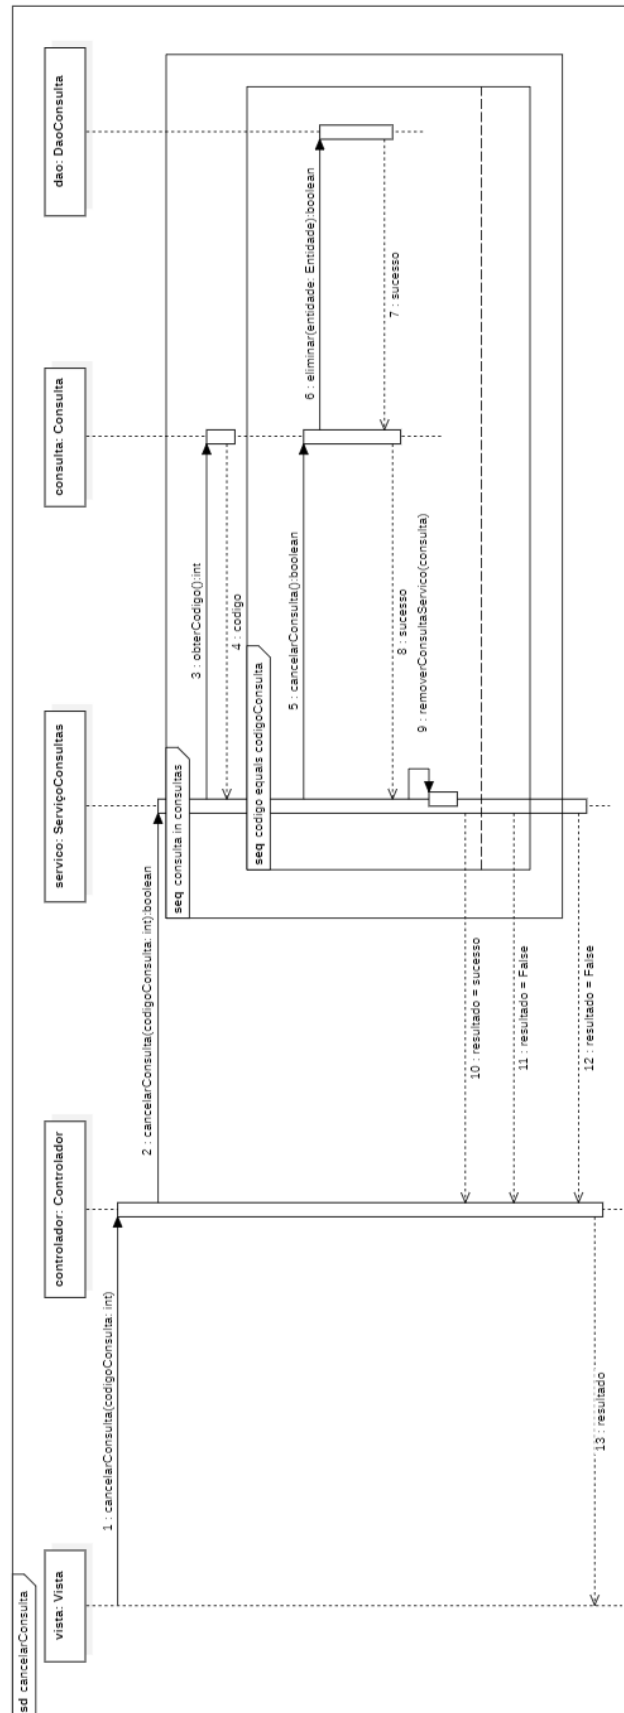 sd cancelarConsulta
vista: Vista
controlador: Controlador
servico: ServiçoConsultas
consulta: Consulta
dao: DaoConsulta
1 : cancelarConsulta(codigoConsulta: int)
2 : cancelarConsulta(codigoConsulta: int):boolean
seq consulta in consultas
3 : obterCodigo():int
4 : codigo
seq codigo equals codigoConsulta
5 : cancelarConsulta():boolean
6 : eliminar(entidade: Entidade):boolean
7 : sucesso
8 : sucesso
9 : removerConsultaServico(consulta)
10 : resultado = sucesso
11 : resultado = False
12 : resultado = False
13 : resultado